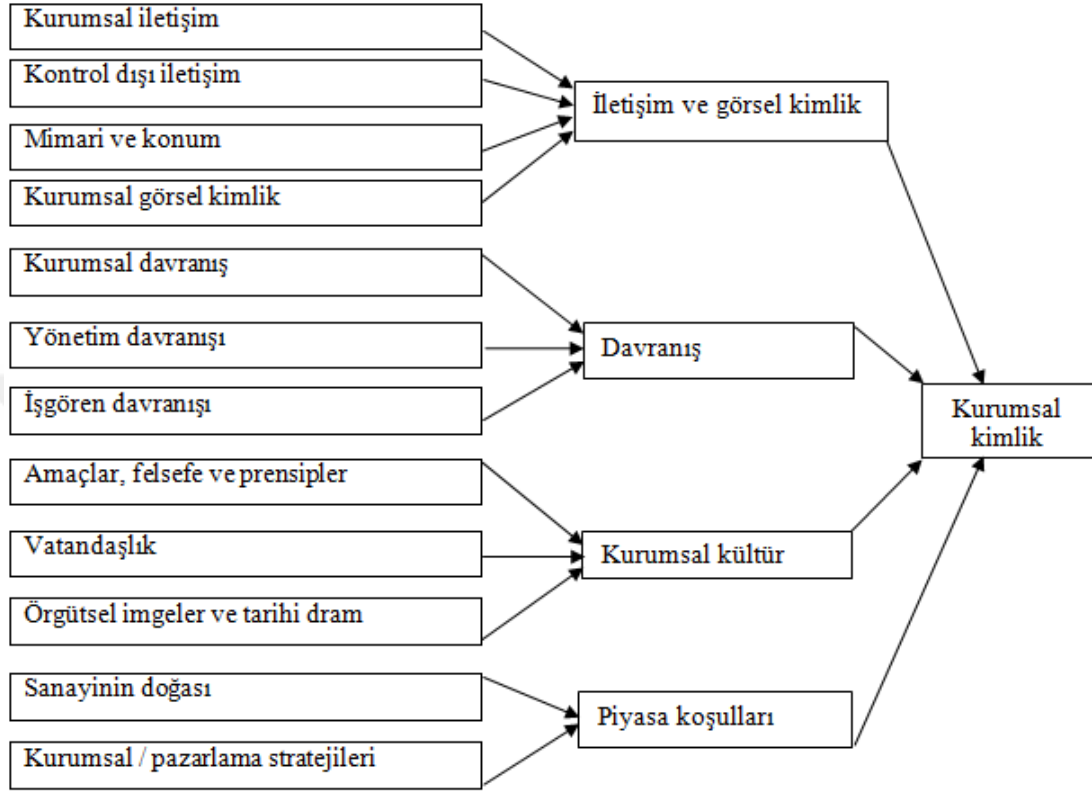 Kurumsal iletişim
Kontrol dışı iletişim
Mimari ve konum
Kurumsal görsel kimlik
Kurumsal davranış
Yönetim davranışı
İşgören davranışı
Amaçlar, felsefe ve prensipler
Vatandaşlık
Örgütsel imgeler ve tarihi dram
Sanayinin doğası
Kurumsal / pazarlama stratejileri
İletişim ve görsel kimlik
Davranış
Kurumsal kültür
Piyasa koşulları
Kurumsal
kimlik